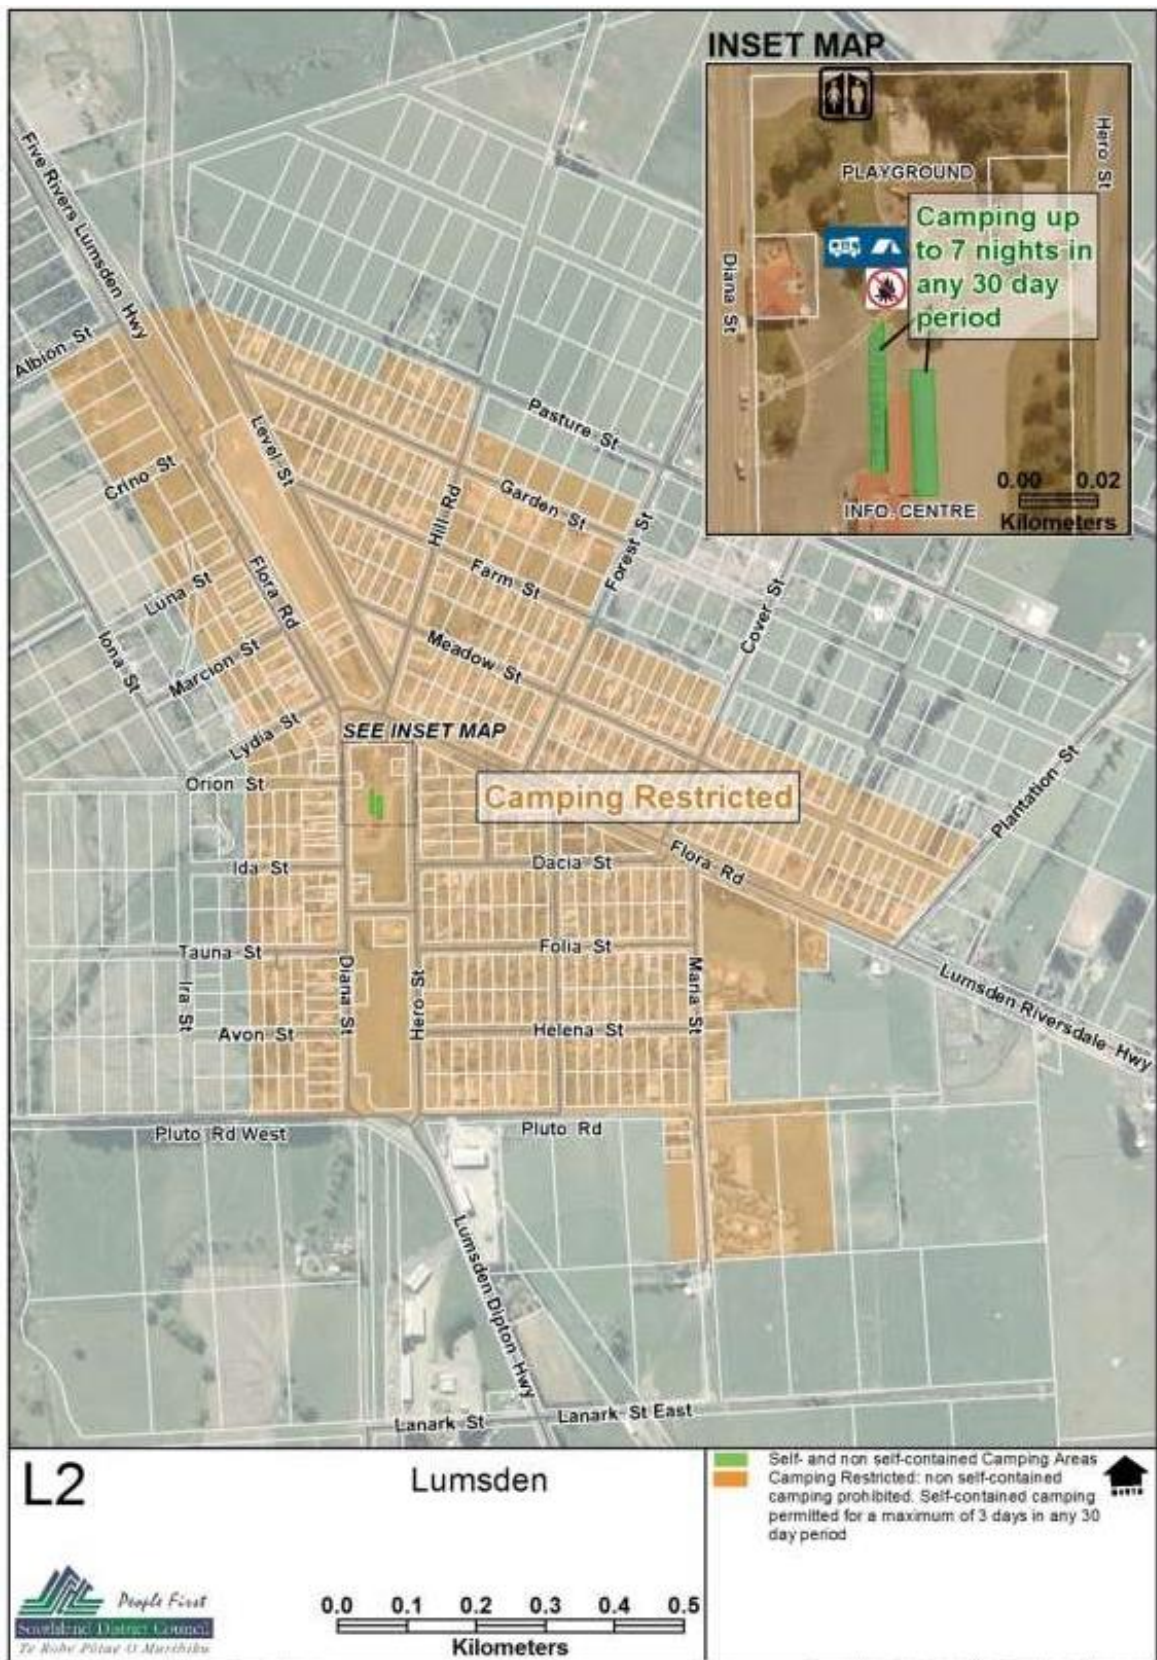 INSET MAP
PLAYGROUND
Hero St
Diana St
Camping up
to 7 nights in
any 30 day
period
INFO. CENTRE
0.00 0.02
Kilometers
Five Rivers Lumsden Hwy
Albion St
Crino St
Level St
Pasture St
Garden St
Hill Rd
Forest St
Farm St
Cover St
Luna St
Flora Rd
Iona St
Marcion St
Meadow St
Lydia St
SEE INSET MAP
Orion St
Camping Restricted
Plantation St
Ida St
Dacia St
Flora Rd
Tauna St
Folia St
Ira St
Diana St
Hero St
Maria St
Avon St
Helena St
Lumsden Riversdale Hwy
Pluto Rd West
Pluto Rd
Lumsden Dipton Hwy
Lanark St
Lanark St East
L2
Lumsden
Self- and non self-contained Camping Areas
Camping Restricted: non self-contained
camping prohibited. Self-contained camping
permitted for a maximum of 3 days in any 30
day period
NORTH
People First
Southland District Council
Te Rohe Pōtae O Murihiku
0.0 0.1 0.2 0.3 0.4 0.5
Kilometers